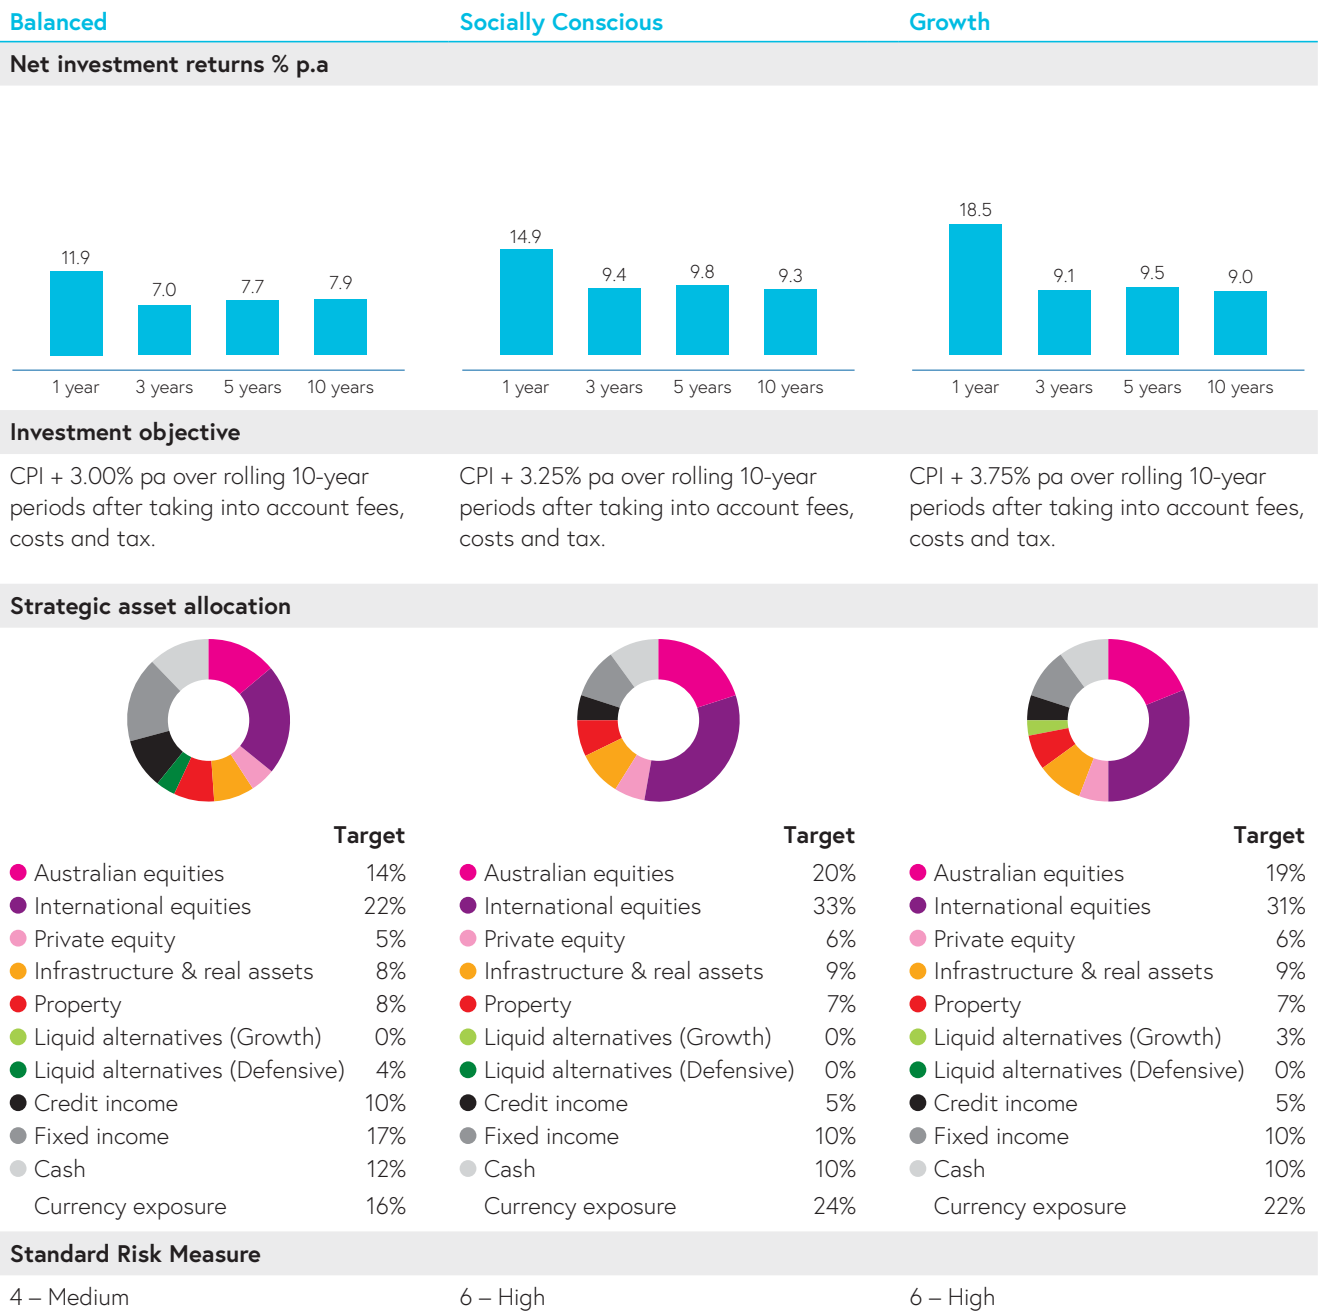 Balanced
Socially Conscious
Growth
Net investment returns % p.a
11.9
7.0
7.7
7.9
1 year
3 years
5 years
10 years
14.9
9.4
9.8
9.3
1 year
3 years
5 years
10 years
18.5
9.1
9.5
9.0
1 year
3 years
5 years
10 years
Investment objective
CPI + 3.00% pa over rolling 10-year
periods after taking into account fees,
costs and tax.
CPI + 3.25% pa over rolling 10-year
periods after taking into account fees,
costs and tax.
CPI + 3.75% pa over rolling 10-year
periods after taking into account fees,
costs and tax.
Strategic asset allocation
Target
Australian equities 14%
International equities 22%
Private equity 5%
Infrastructure & real assets 8%
Property 8%
Liquid alternatives (Growth) 0%
Liquid alternatives (Defensive) 4%
Credit income 10%
Fixed income 17%
Cash 12%
Currency exposure 16%
Target
Australian equities 20%
International equities 33%
Private equity 6%
Infrastructure & real assets 9%
Property 7%
Liquid alternatives (Growth) 0%
Liquid alternatives (Defensive) 0%
Credit income 5%
Fixed income 10%
Cash 10%
Currency exposure 24%
Target
Australian equities 19%
International equities 31%
Private equity 6%
Infrastructure & real assets 9%
Property 7%
Liquid alternatives (Growth) 3%
Liquid alternatives (Defensive) 0%
Credit income 5%
Fixed income 10%
Cash 10%
Currency exposure 22%
Standard Risk Measure
4 – Medium
6 – High
6 – High